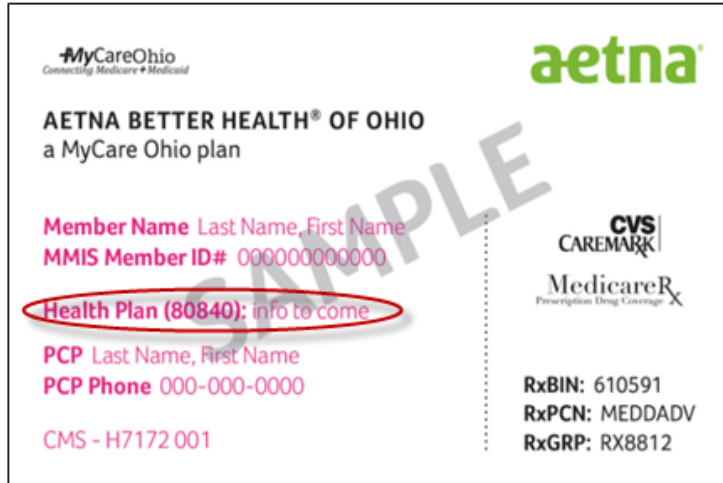 MyCareOhio
Connecting Medicare + Medicaid
aetna®
AETNA BETTER HEALTH® OF OHIO
a MyCare Ohio plan
SAMPLE
Member Name Last Name, First Name
MMIS Member ID# 000000000000
Health Plan (80840): info to come
PCP Last Name, First Name
PCP Phone 000-000-0000
CMS - H7172 001
CVS
CAREMARK
MedicareRx
Prescription Drug Coverage
RxBIN: 610591
RxPCN: MEDDADV
RxGRP: RX8812